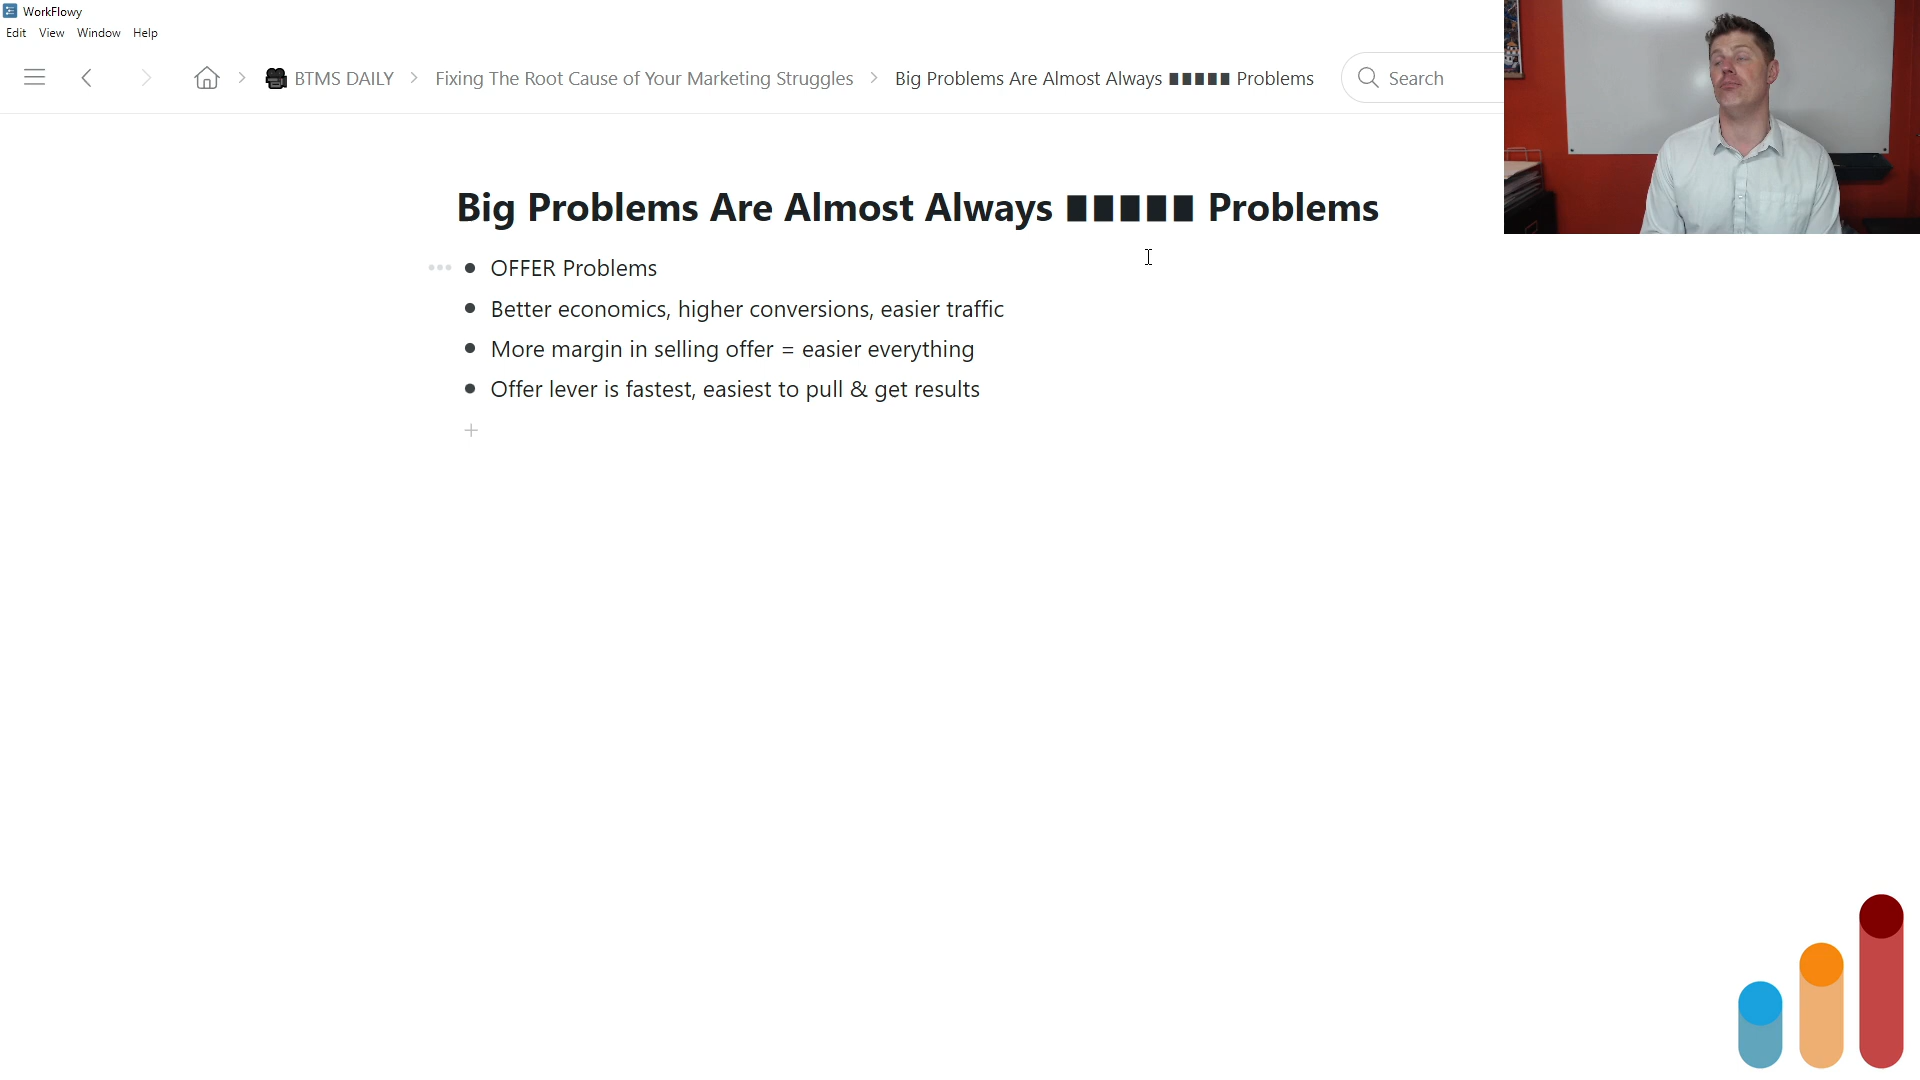 WorkFlowy
Edit View Window Help
BTMS DAILY > Fixing The Root Cause of Your Marketing Struggles > Big Problems Are Almost Always ■■■■■ Problems
Search
Big Problems Are Almost Always ■■■■■ Problems
OFFER Problems
Better economics, higher conversions, easier traffic
More margin in selling offer = easier everything
Offer lever is fastest, easiest to pull & get results